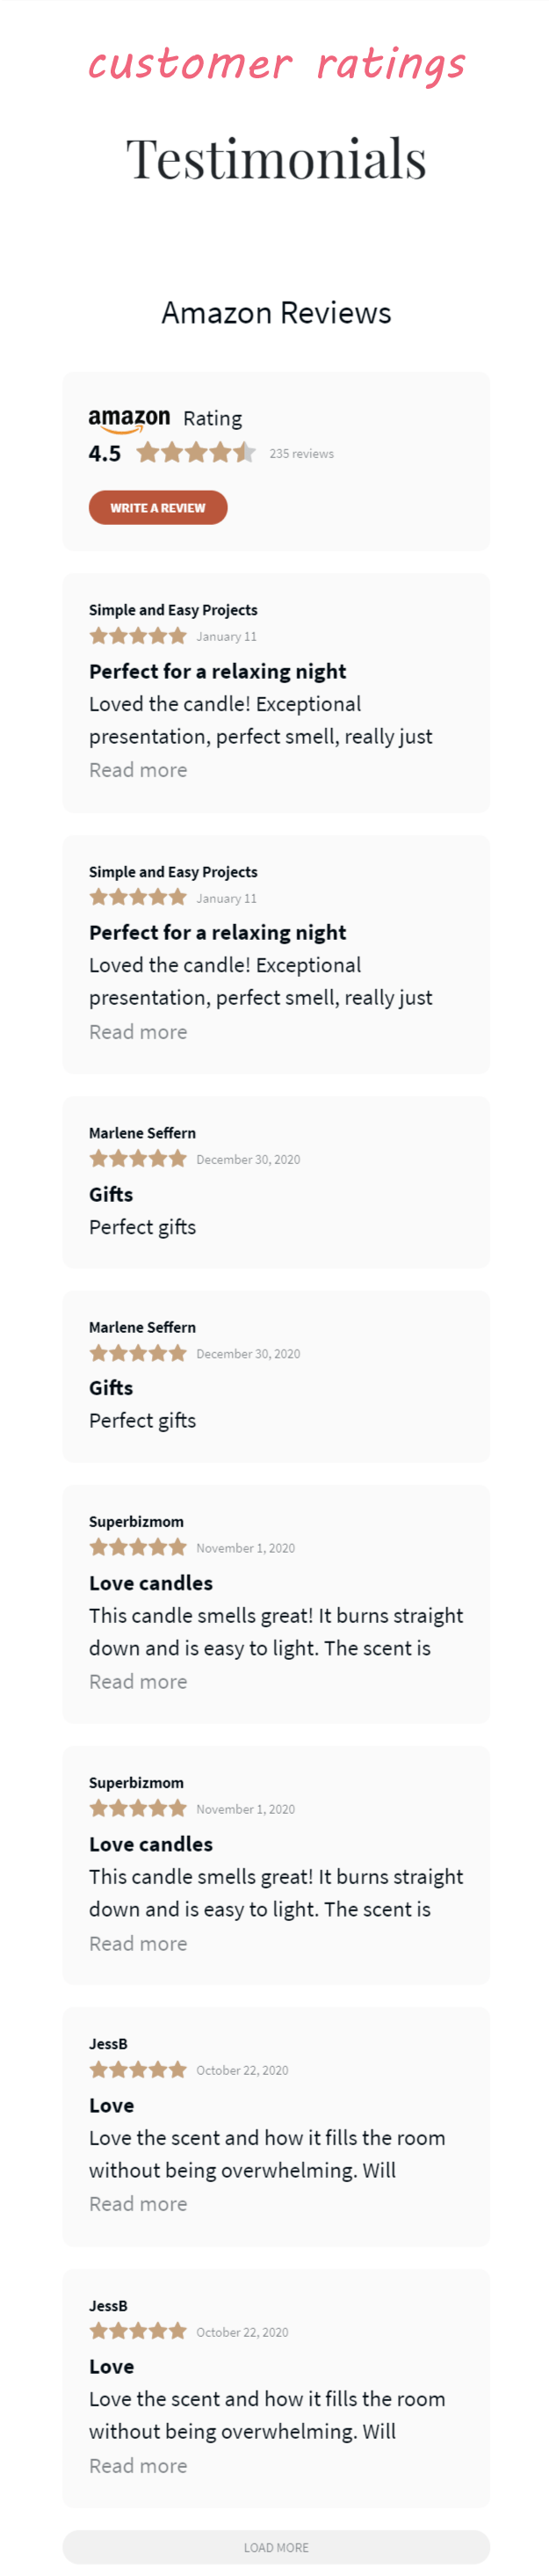 customer ratings
Testimonials
Amazon Reviews
amazon Rating
4.5 235 reviews
WRITE A REVIEW
Simple and Easy Projects
January 11
Perfect for a relaxing night
Loved the candle! Exceptional
presentation, perfect smell, really just
Read more
Simple and Easy Projects
January 11
Perfect for a relaxing night
Loved the candle! Exceptional
presentation, perfect smell, really just
Read more
Marlene Seffern
December 30, 2020
Gifts
Perfect gifts
Marlene Seffern
December 30, 2020
Gifts
Perfect gifts
Superbizmom
November 1, 2020
Love candles
This candle smells great! It burns straight
down and is easy to light. The scent is
Read more
Superbizmom
November 1, 2020
Love candles
This candle smells great! It burns straight
down and is easy to light. The scent is
Read more
JessB
October 22, 2020
Love
Love the scent and how it fills the room
without being overwhelming. Will
Read more
JessB
October 22, 2020
Love
Love the scent and how it fills the room
without being overwhelming. Will
Read more
LOAD MORE